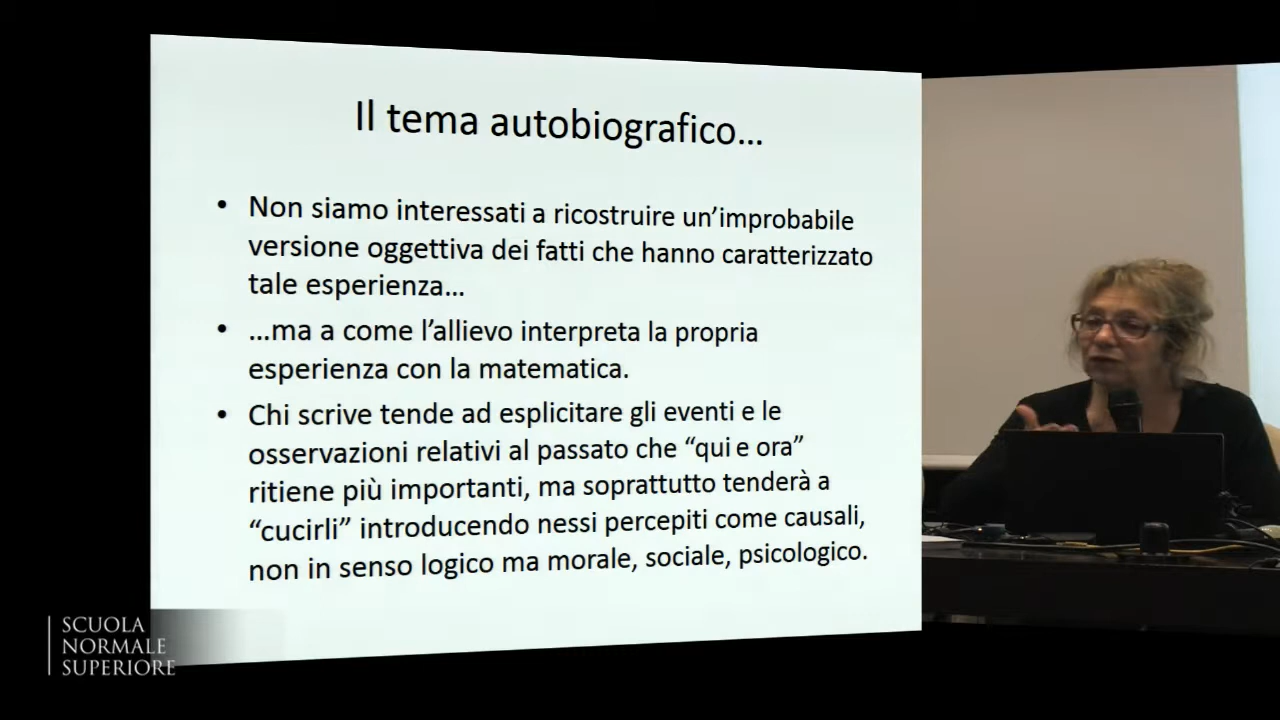 Il tema autobiografico...
• Non siamo interessati a ricostruire un'improbabile
versione oggettiva dei fatti che hanno caratterizzato
tale esperienza...
• ...ma a come l'allievo interpreta la propria
esperienza con la matematica.
• Chi scrive tende ad esplicitare gli eventi e le
osservazioni relativi al passato che “qui e ora”
ritiene più importanti, ma soprattutto tenderà a
“cucirli” introducendo nessi percepiti come causali,
non in senso logico ma morale, sociale, psicologico.
SCUOLA
NORMALE
SUPERIORE